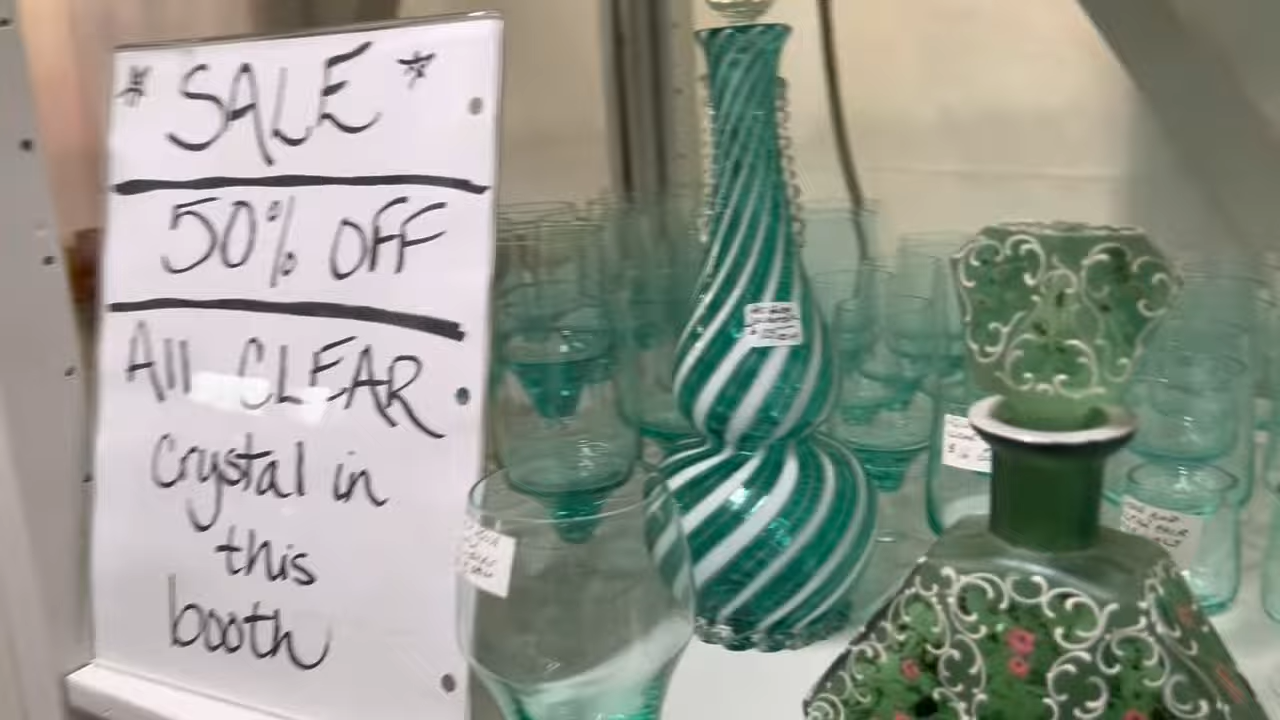 * SALE *
50% OFF
All CLEAR
Crystal in
this
booth